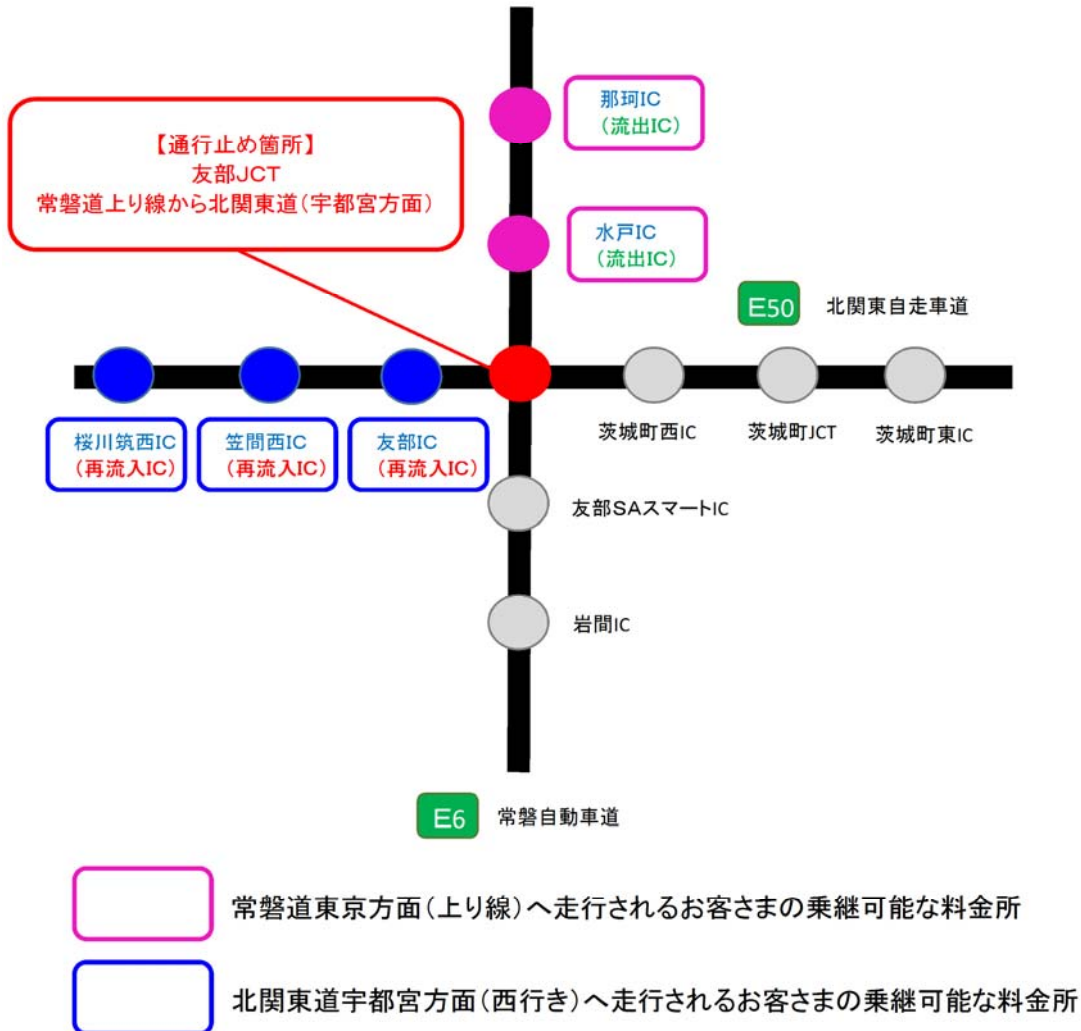 那珂IC
(流出IC)
【通行止め箇所】
友部JCT
常磐道上り線から北関東道(宇都宮方面)
水戸IC
(流出IC)
E50
北関東自走車道
桜川筑西IC
(再流入IC)
笠間西IC
(再流入IC)
友部IC
(再流入IC)
茨城町西IC
茨城町JCT
茨城町東IC
友部SAスマートIC
岩間IC
E6
常磐自動車道
常磐道東京方面(上り線)へ走行されるお客さまの乗継可能な料金所
北関東道宇都宮方面(西行き)へ走行されるお客さまの乗継可能な料金所